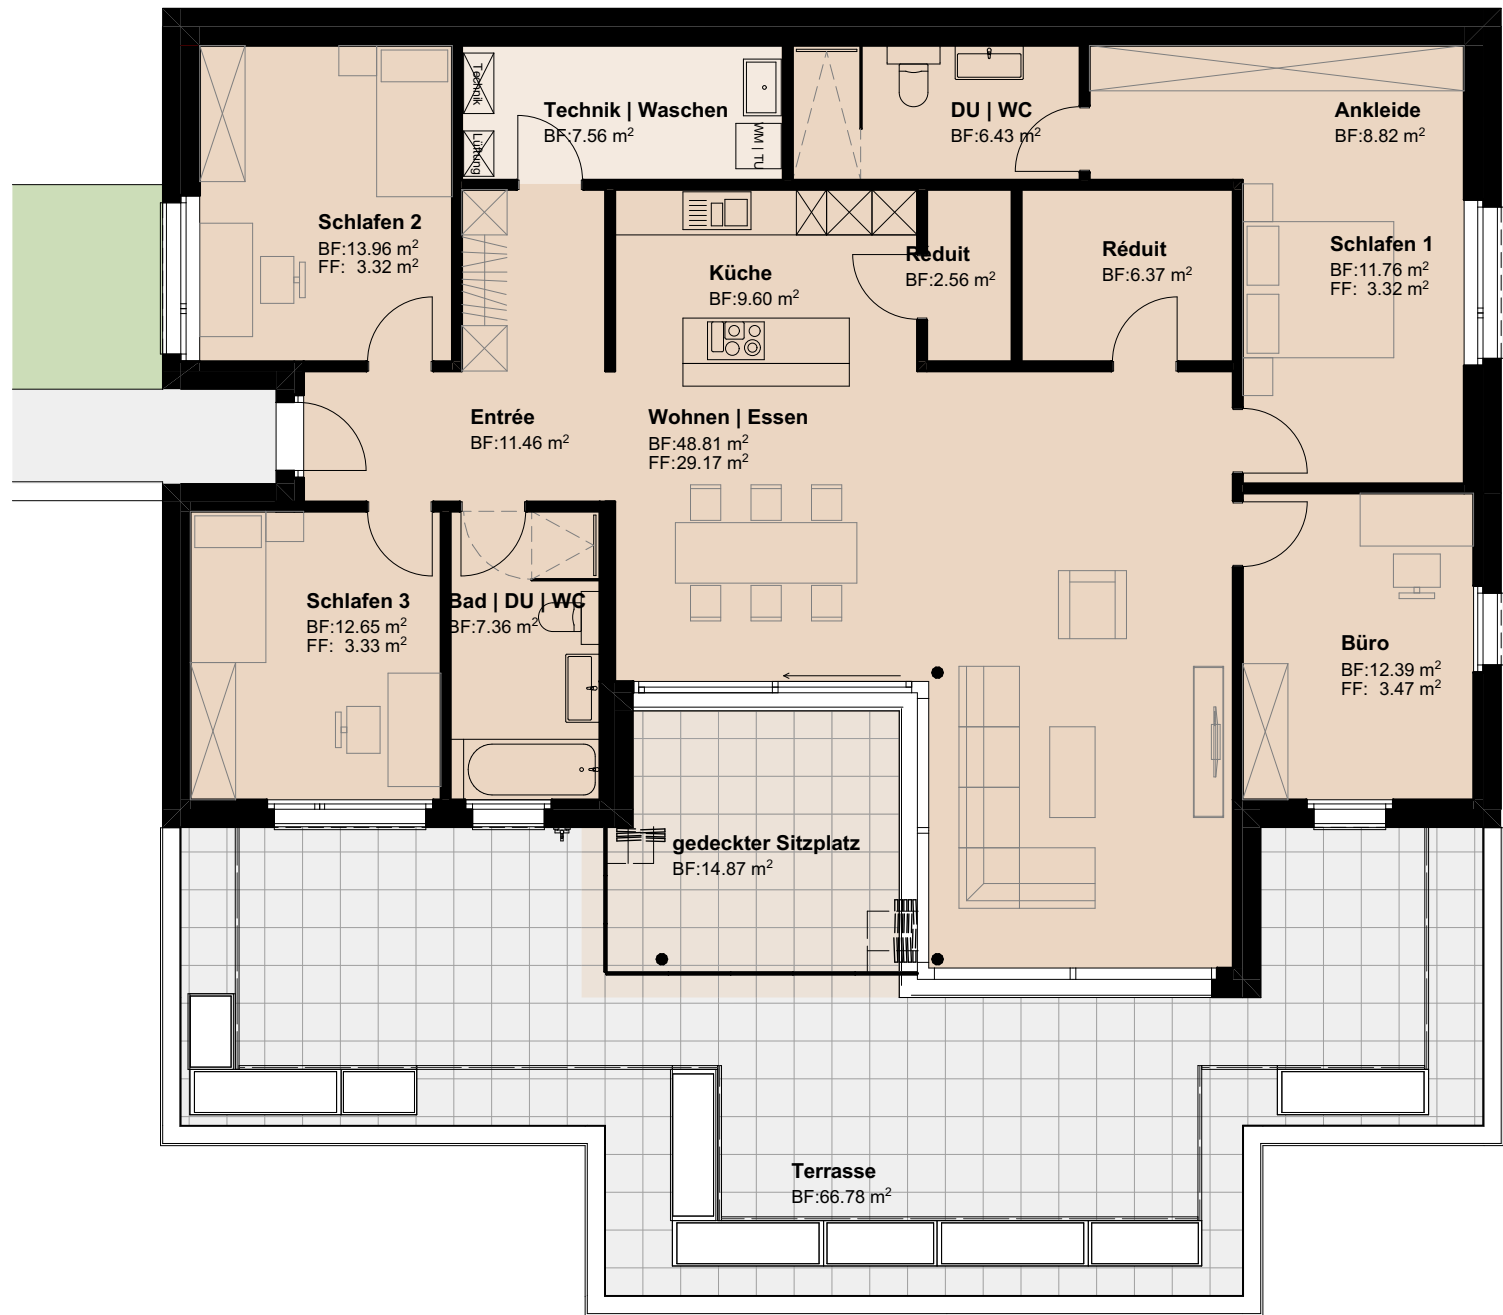 Technik
Lüftung
Technik | Waschen
BF:7.56 m²
WM | TU
DU | WC
BF:6.43 m²
Ankleide
BF:8.82 m²
Schlafen 2
BF:13.96 m²
FF: 3.32 m²
Küche
BF:9.60 m²
Réduit
BF:2.56 m²
Réduit
BF:6.37 m²
Schlafen 1
BF:11.76 m²
FF: 3.32 m²
Entrée
BF:11.46 m²
Wohnen | Essen
BF:48.81 m²
FF:29.17 m²
Schlafen 3
BF:12.65 m²
FF: 3.33 m²
Bad | DU | WC
BF:7.36 m²
Büro
BF:12.39 m²
FF: 3.47 m²
gedeckter Sitzplatz
BF:14.87 m²
Terrasse
BF:66.78 m²